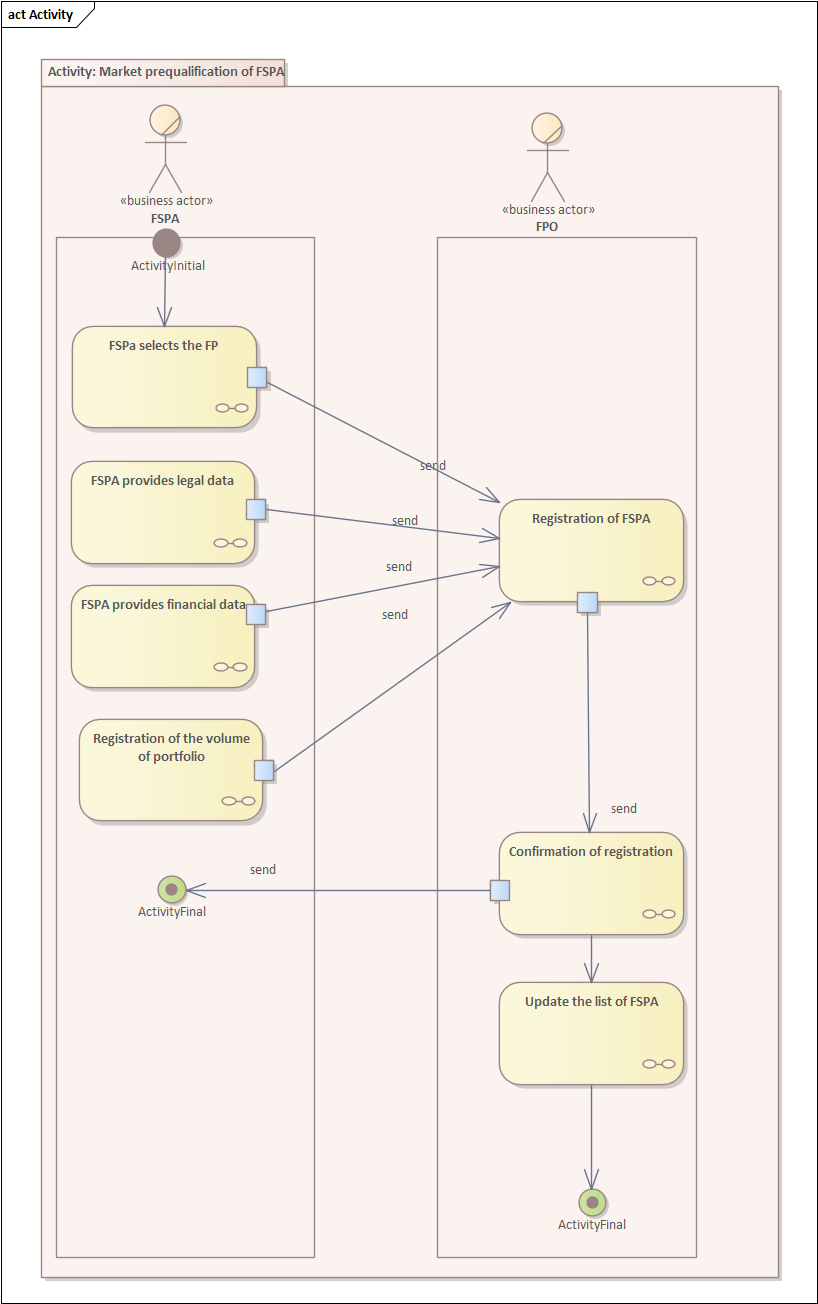 act Activity
Activity: Market prequalification of FSPA
«business actor»
FSPA
«business actor»
FPO
ActivityInitial
FSPa selects the FP
send
FSPA provides legal data
send
Registration of FSPA
send
FSPA provides financial data
send
Registration of the volume
of portfolio
send
Confirmation of registration
send
ActivityFinal
Update the list of FSPA
ActivityFinal